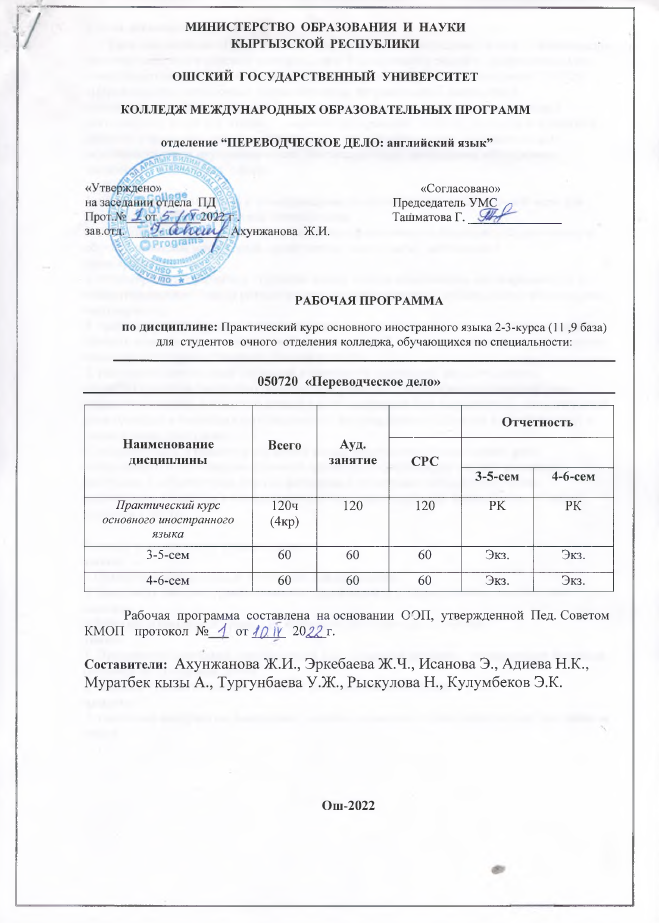 МИНИСТЕРСТВО ОБРАЗОВАНИЯ И НАУКИ
КЫРГЫЗСКОЙ РЕСПУБЛИКИ
ОШСКИЙ ГОСУДАРСТВЕННЫЙ УНИВЕРСИТЕТ
КОЛЛЕДЖ МЕЖДУНАРОДНЫХ ОБРАЗОВАТЕЛЬНЫХ ПРОГРАММ
отделение “ПЕРЕВОДЧЕСКОЕ ДЕЛО: английский язык”
«Утверждено»
на заседании отдела ПД
Прот.№ 1 от 5. IV 2022 г.
зав.отд. Ахунжанова Ж.И.
College
Of
Programs
«Согласовано»
Председатель УМС
Ташматова Г.
РАБОЧАЯ ПРОГРАММА
по дисциплине: Практический курс основного иностранного языка 2-3-курса (11 ,9 база)
для студентов очного отделения колледжа, обучающихся по специальности:
050720 «Переводческое дело»
Наименование дисциплины Всего Ауд. занятие СРС Отчетность
3-5-сем 4-6-сем
Практический курс основного иностранного языка 120ч (4кр) 120 120 РК РК
3-5-сем 60 60 60 Экз. Экз.
4-6-сем 60 60 60 Экз. Экз.
Рабочая программа составлена на основании ОЭП, утвержденной Пед. Советом
КМОП протокол № 1 от 10.IV 2022 г.
Составители: Ахунжанова Ж.И., Эркебаева Ж.Ч., Исанова Э., Адиева Н.К.,
Муратбек кызы А., Тургунбаева У.Ж., Рыскулова Н., Кулумбеков Э.К.
Ош-2022